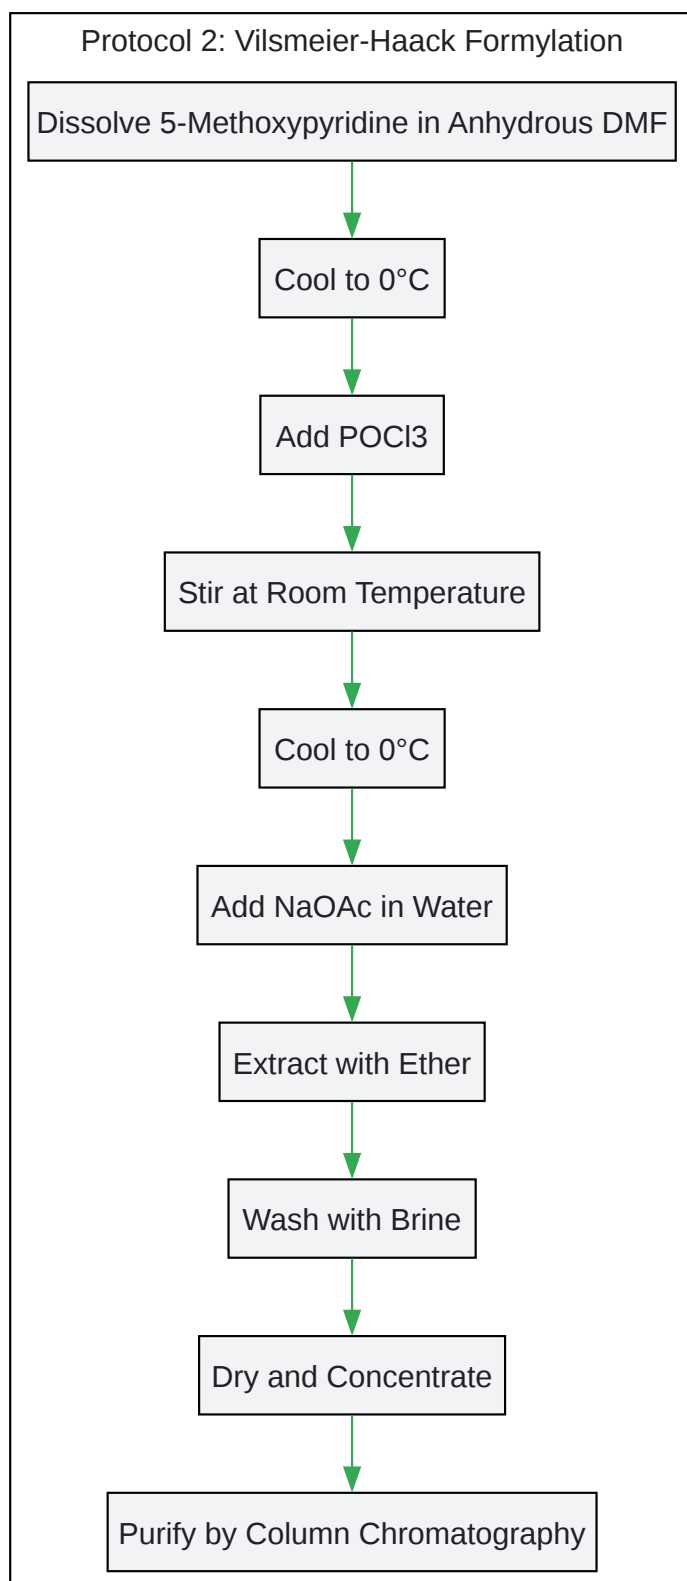 Protocol 2: Vilsmeier-Haack Formylation
Dissolve 5-Methoxypyridine in Anhydrous DMF
Cool to 0°C
Add POCl3
Stir at Room Temperature
Cool to 0°C
Add NaOAc in Water
Extract with Ether
Wash with Brine
Dry and Concentrate
Purify by Column Chromatography